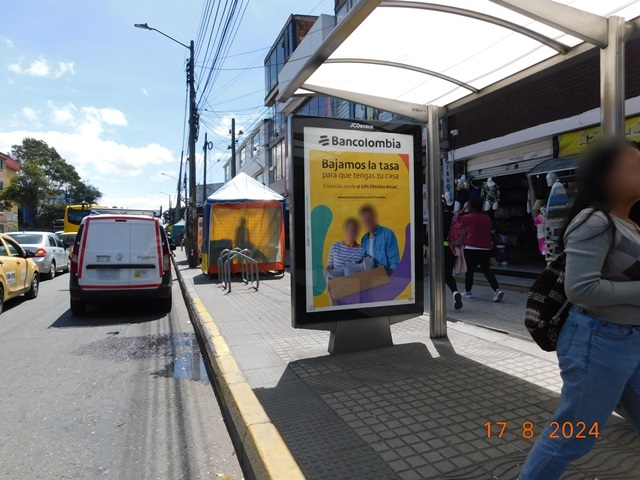 JCDecaux
Bancolombia
Bajamos la tasa
para que tengas tu casa
17 8 2024